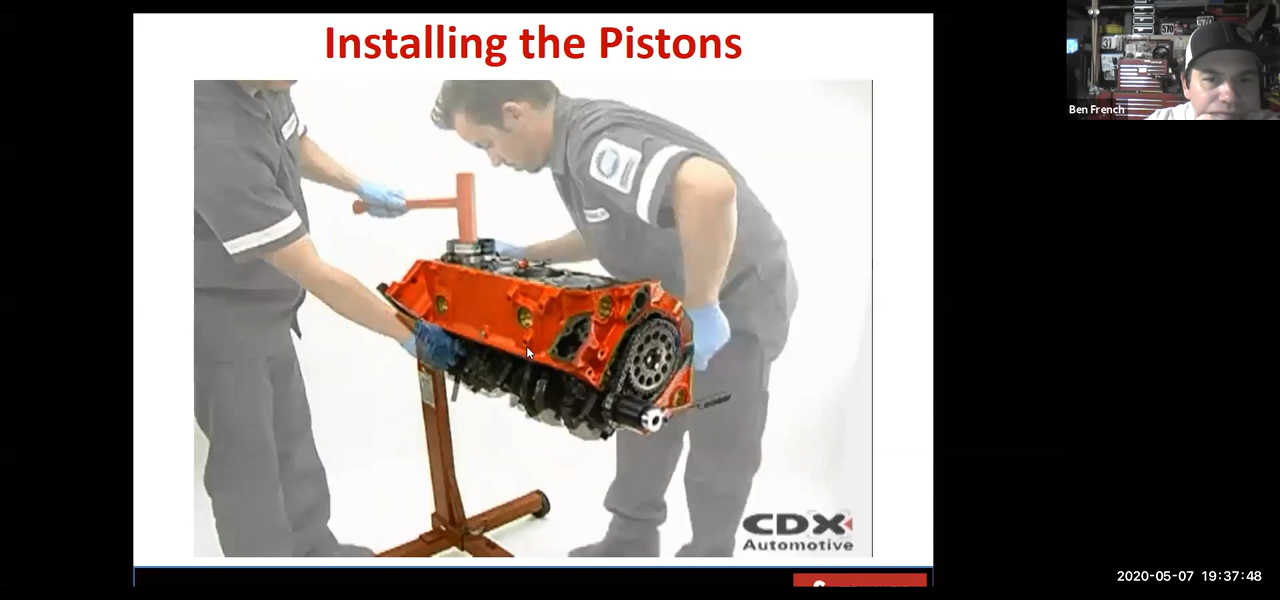 Installing the Pistons
Ben French
CDX
Automotive
2020-05-07 19:37:48